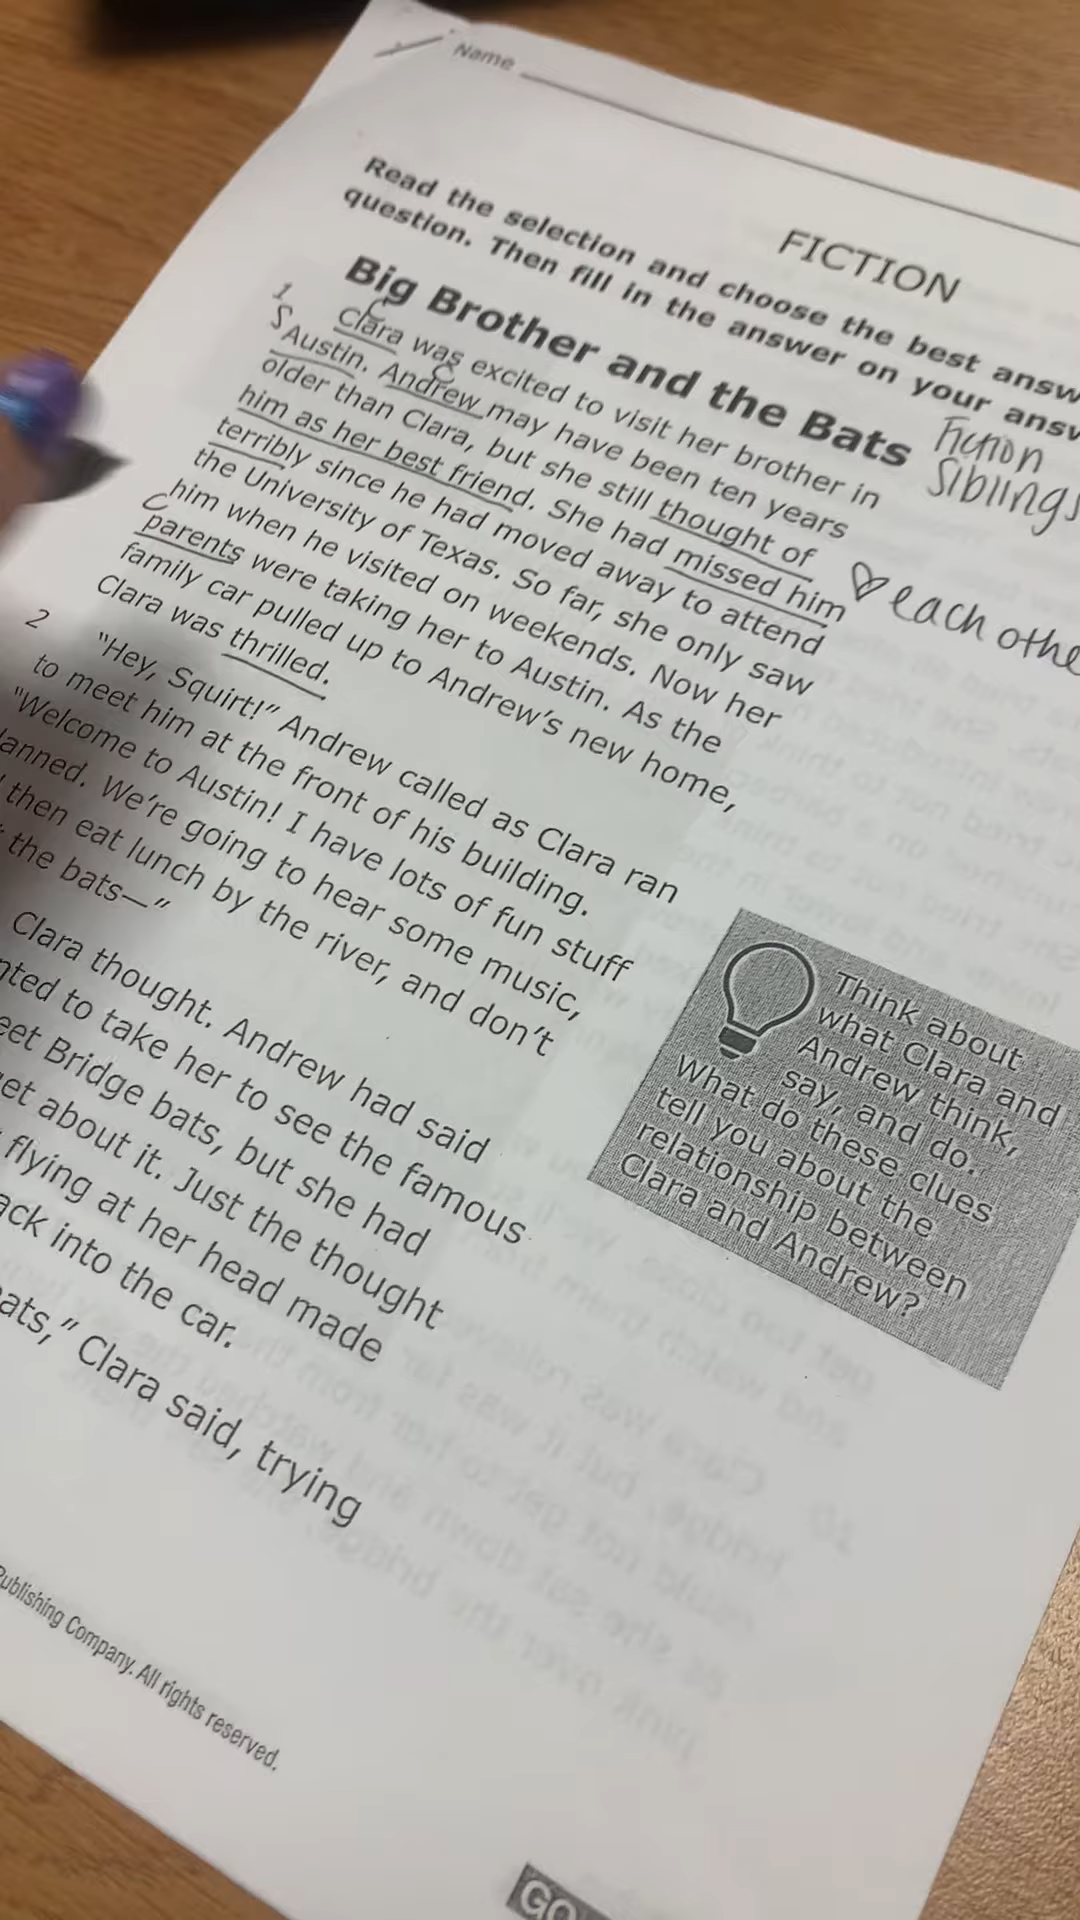 Name
FICTION
Read the selection and choose the best
question. Then fill in the answer on your
Big Brother and the Bats
Fiction
Siblings
1
C
Clara was excited to visit her brother in
S
C
Austin. Andrew may have been ten years
older than Clara, but she still thought of
him as her best friend. She had missed him
♡ each
terribly since he had moved away to attend
the University of Texas. So far, she only saw
him when he visited on weekends. Now her
C
parents were taking her to Austin. As the
family car pulled up to Andrew's new home,
Clara was thrilled.
2
"Hey, Squirt!" Andrew called as Clara ran
to meet him at the front of his building.
"Welcome to Austin! I have lots of fun stuff
We're going to hear some music,
then eat lunch by the river, and don't
the bats—"
Clara thought. Andrew had said
to take her to see the famous
Bridge bats, but she had
about it. Just the thought
flying at her head made
into the car.
Clara said, trying
Think about
what Clara and
Andrew think,
say, and do.
What do these clues
tell you about the
relationship between
Clara and Andrew?
Publishing Company. All rights reserved.
GO